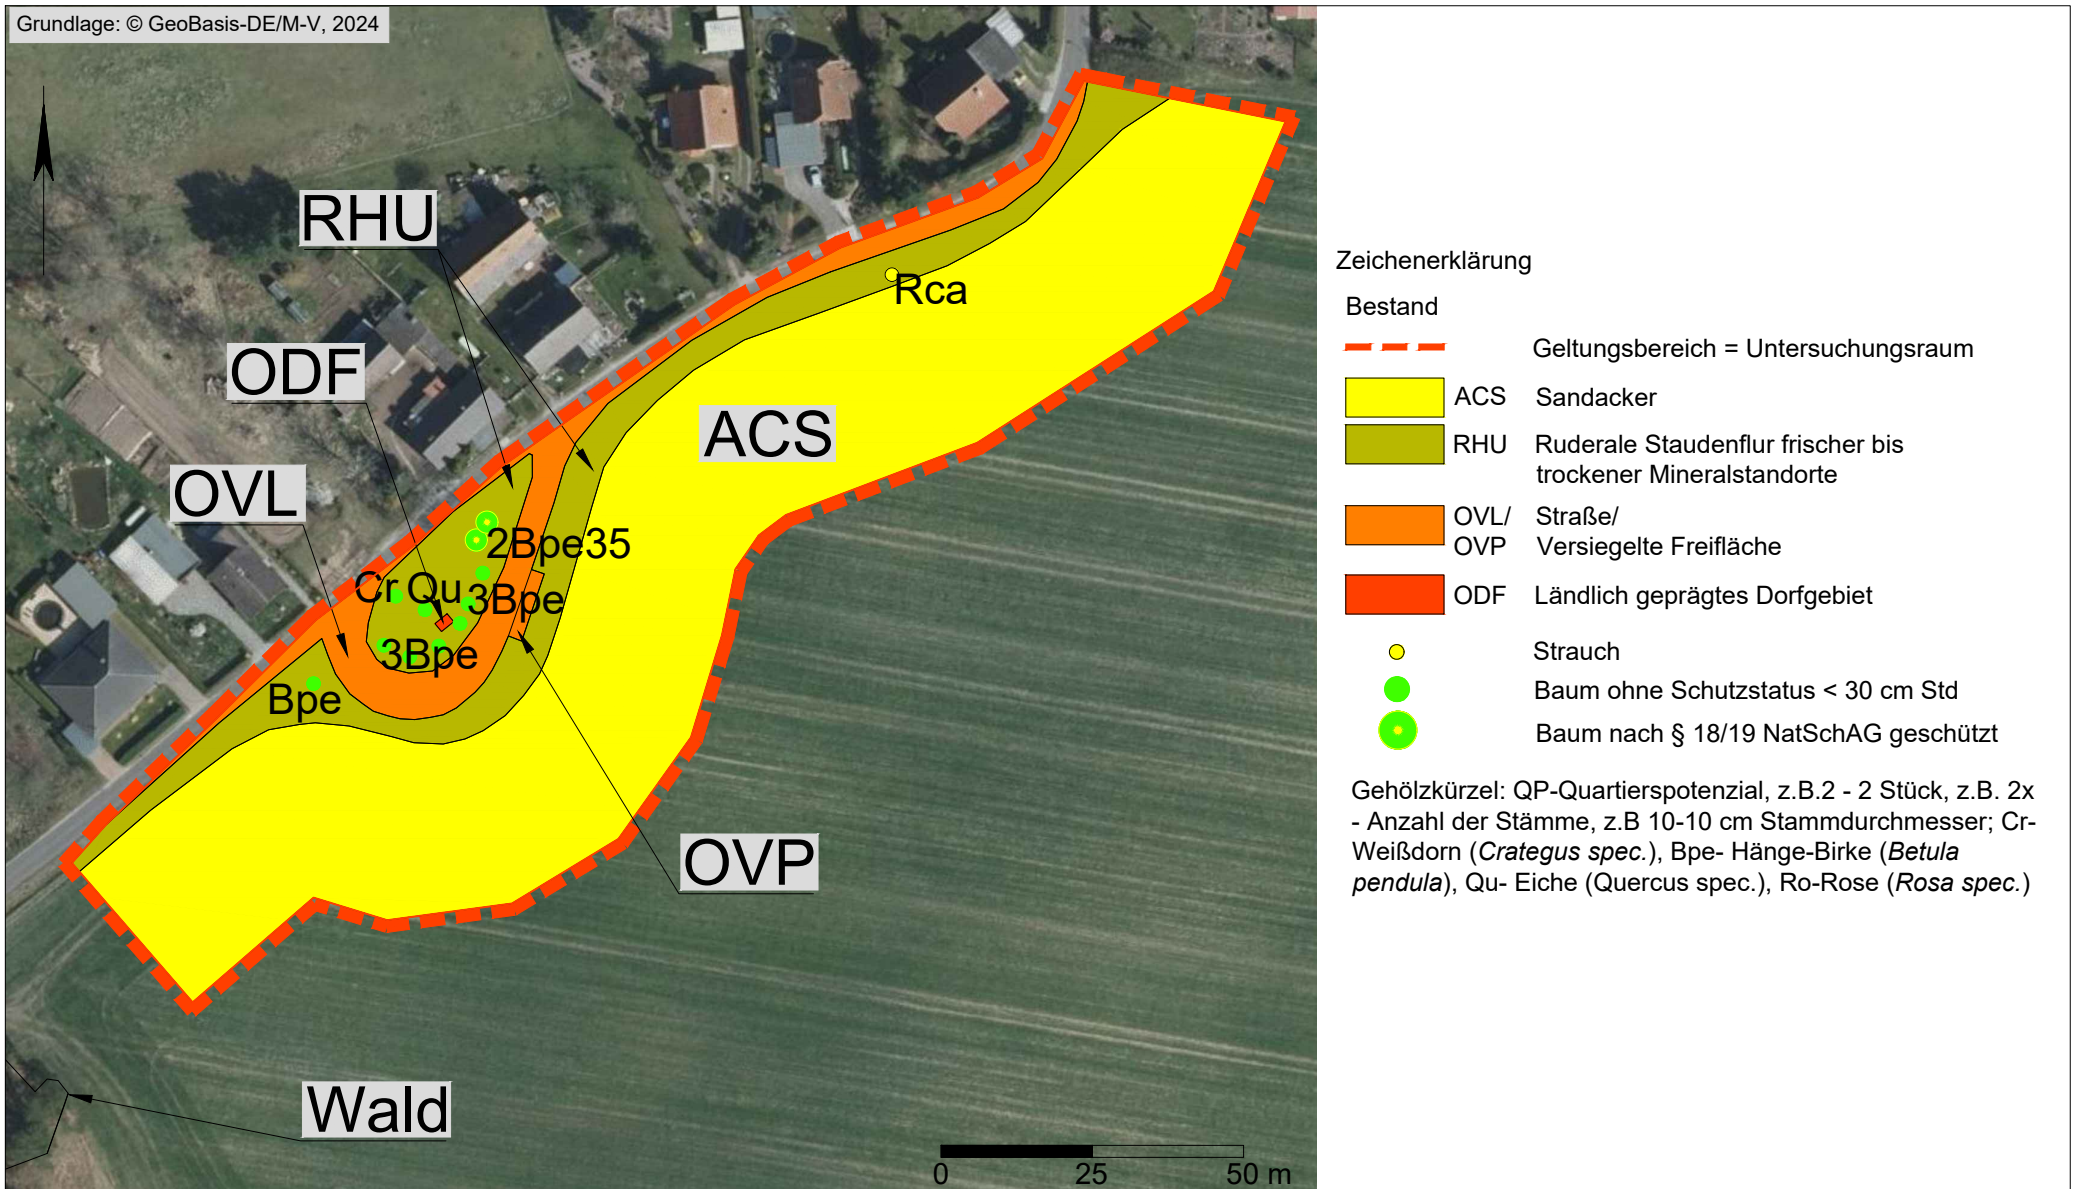 Grundlage: © GeoBasis-DE/M-V, 2024
RHU
ODF
OVL
Rca
ACS
2Bpe35
Cr Qu
3Bpe
3Bpe
Bpe
OVP
Wald
0 25 50 m
Zeichenerklärung
Bestand
Geltungsbereich = Untersuchungsraum
ACS Sandacker
RHU Ruderale Staudenflur frischer bis
trockener Mineralstandorte
OVL/ Straße/
OVP Versiegelte Freifläche
ODF Ländlich geprägtes Dorfgebiet
Strauch
Baum ohne Schutzstatus < 30 cm Std
Baum nach § 18/19 NatSchAG geschützt
Gehölzkürzel: QP-Quartierspotenzial, z.B.2 - 2 Stück, z.B. 2x
- Anzahl der Stämme, z.B 10-10 cm Stammdurchmesser; Cr-
Weißdorn (Crategus spec.), Bpe- Hänge-Birke (Betula
pendula), Qu- Eiche (Quercus spec.), Ro-Rose (Rosa spec.)